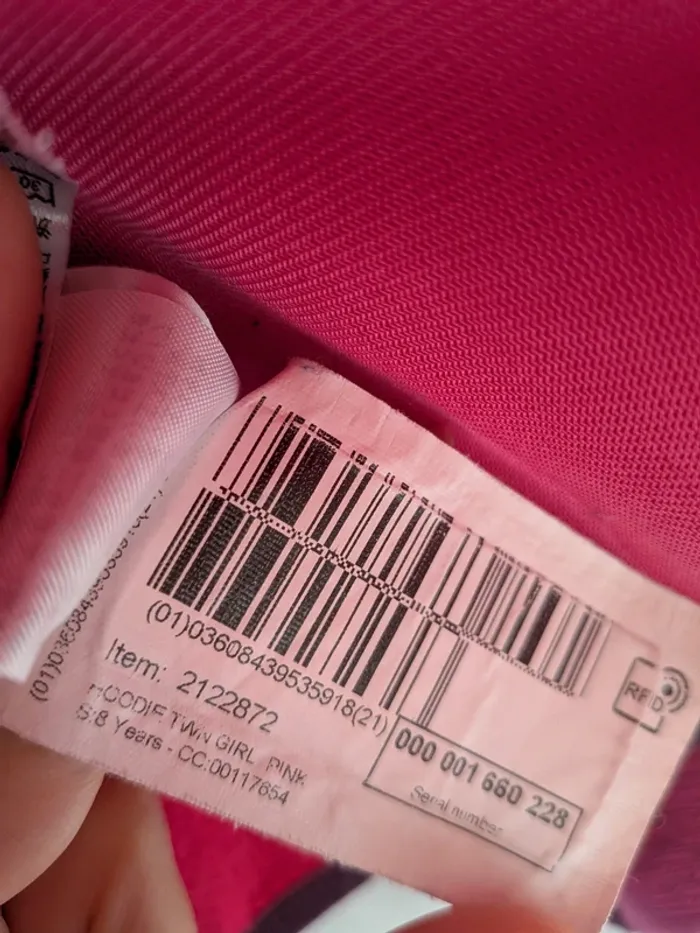 (01)03608439535918(21)
000 001 660 228
Serial number
Item: 2122872
HOODIE TWN GIRL PINK
S:8 Years - CC:00117654
RFID
30